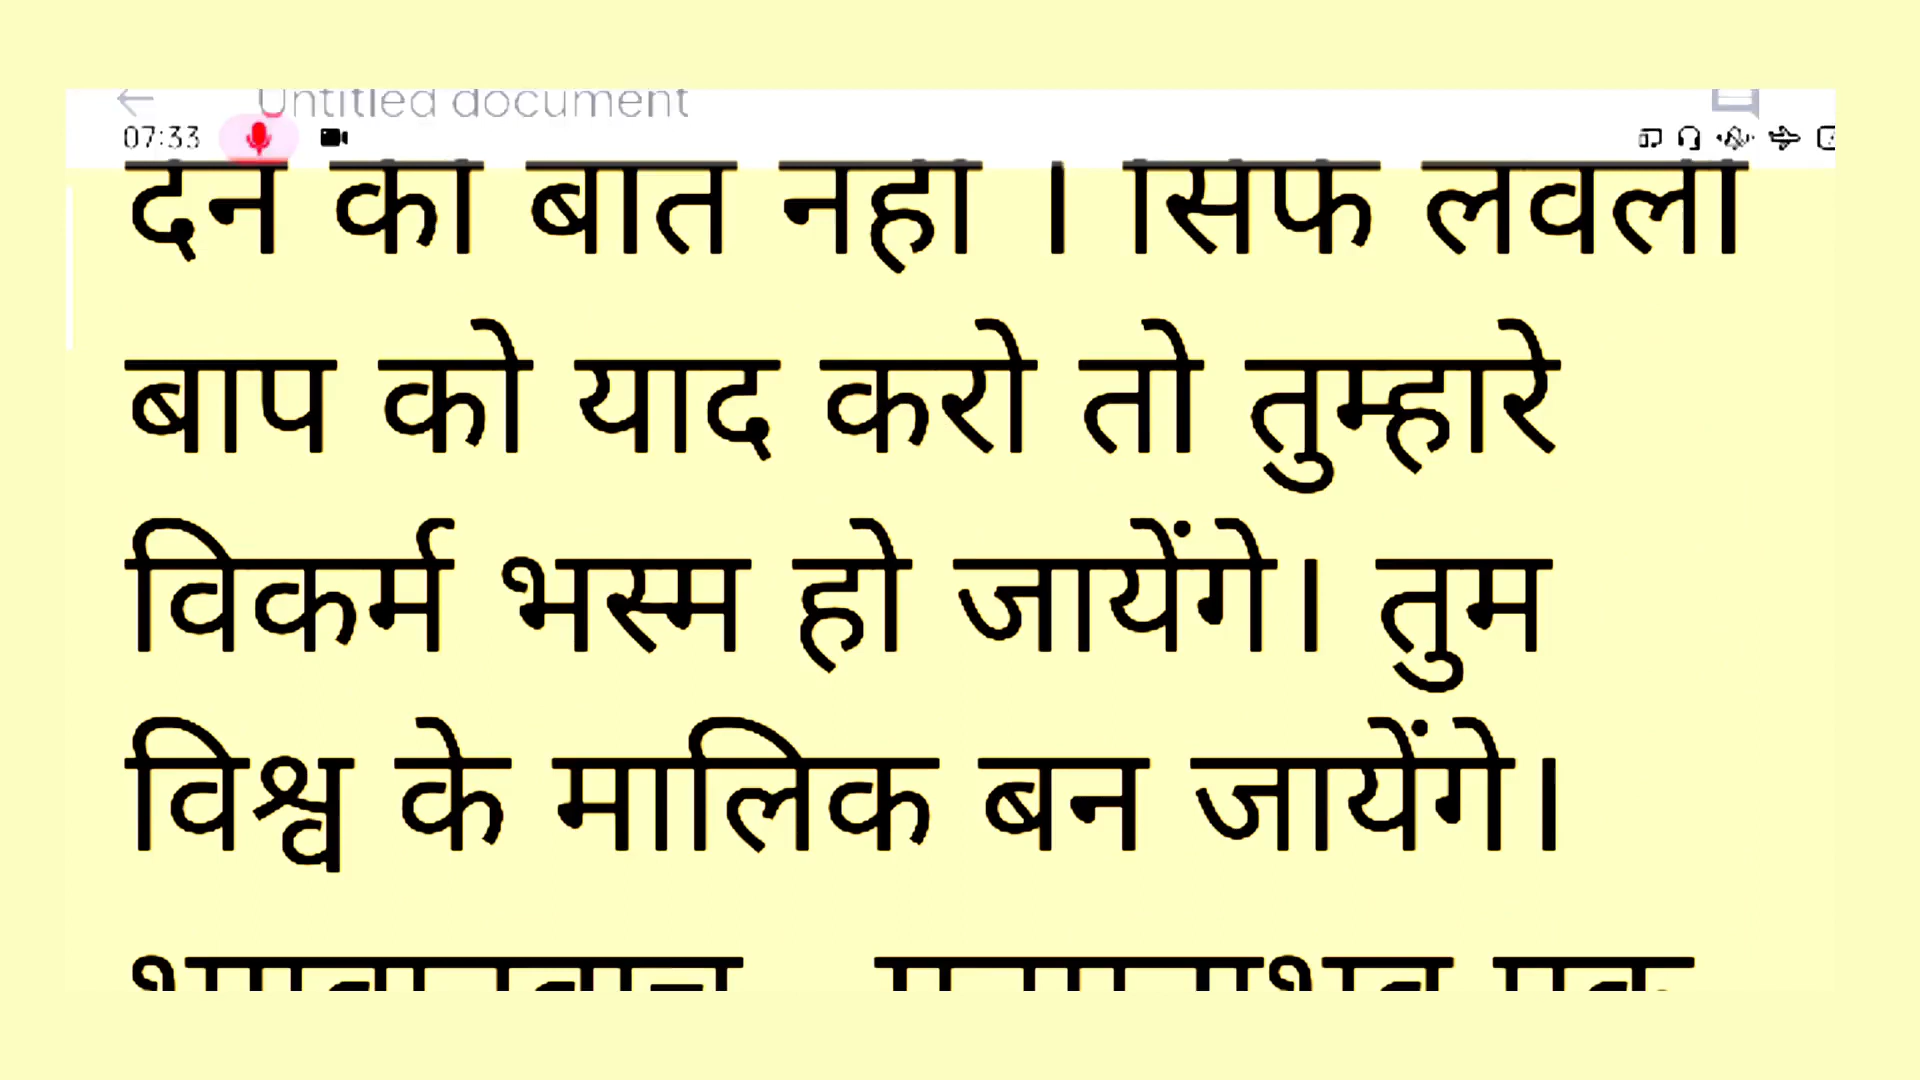 Untitled document
07:33
देने की बात नहीं । सिर्फ लवली
बाप को याद करो तो तुम्हारे
विकर्म भस्म हो जायेंगे। तुम
विश्व के मालिक बन जायेंगे।